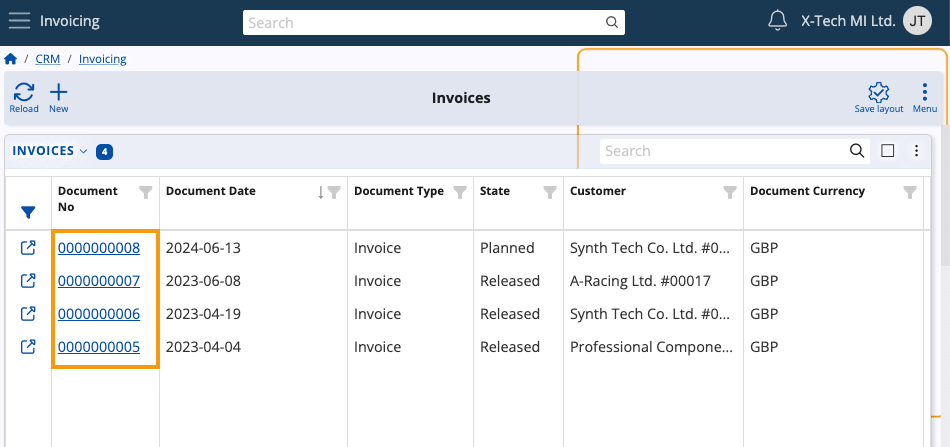 Invoicing
Search
X-Tech MI Ltd.
JT
/ CRM / Invoicing
Reload
New
Invoices
Save layout
Menu
INVOICES
4
Search
Document No
Document Date
Document Type
State
Customer
Document Currency
0000000008 2024-06-13 Invoice Planned Synth Tech Co. Ltd. #0... GBP
0000000007 2023-06-08 Invoice Released A-Racing Ltd. #00017 GBP
0000000006 2023-04-19 Invoice Released Synth Tech Co. Ltd. #0... GBP
0000000005 2023-04-04 Invoice Released Professional Compone... GBP